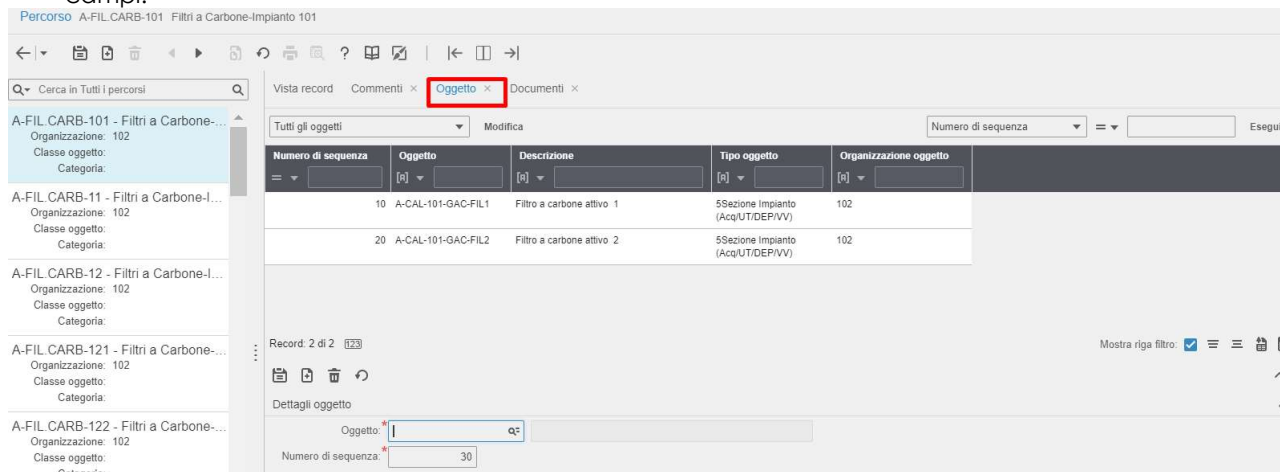 campi.
Percorso A-FIL.CARB-101 Filtri a Carbone-Impianto 101
Cerca in Tutti i percorsi
Vista record Commenti × Oggetto × Documenti ×
A-FIL.CARB-101 - Filtri a Carbone-...
Organizzazione: 102
Classe oggetto:
Categoria:
A-FIL.CARB-11 - Filtri a Carbone-I...
Organizzazione: 102
Classe oggetto:
Categoria:
A-FIL.CARB-12 - Filtri a Carbone-I...
Organizzazione: 102
Classe oggetto:
Categoria:
A-FIL.CARB-121 - Filtri a Carbone-...
Organizzazione: 102
Classe oggetto:
Categoria:
A-FIL.CARB-122 - Filtri a Carbone-...
Organizzazione: 102
Classe oggetto:
Tutti gli oggetti Modifica Numero di sequenza = Esegui
Numero di sequenza Oggetto Descrizione Tipo oggetto Organizzazione oggetto
= [R] [R] [R] [R]
10 A-CAL-101-GAC-FIL1 Filtro a carbone attivo 1 5Sezione Impianto (Acq/UT/DEP/VV) 102
20 A-CAL-101-GAC-FIL2 Filtro a carbone attivo 2 5Sezione Impianto (Acq/UT/DEP/VV) 102
Record: 2 di 2 123 Mostra riga filtro:
Dettagli oggetto
Oggetto: *
Numero di sequenza: * 30